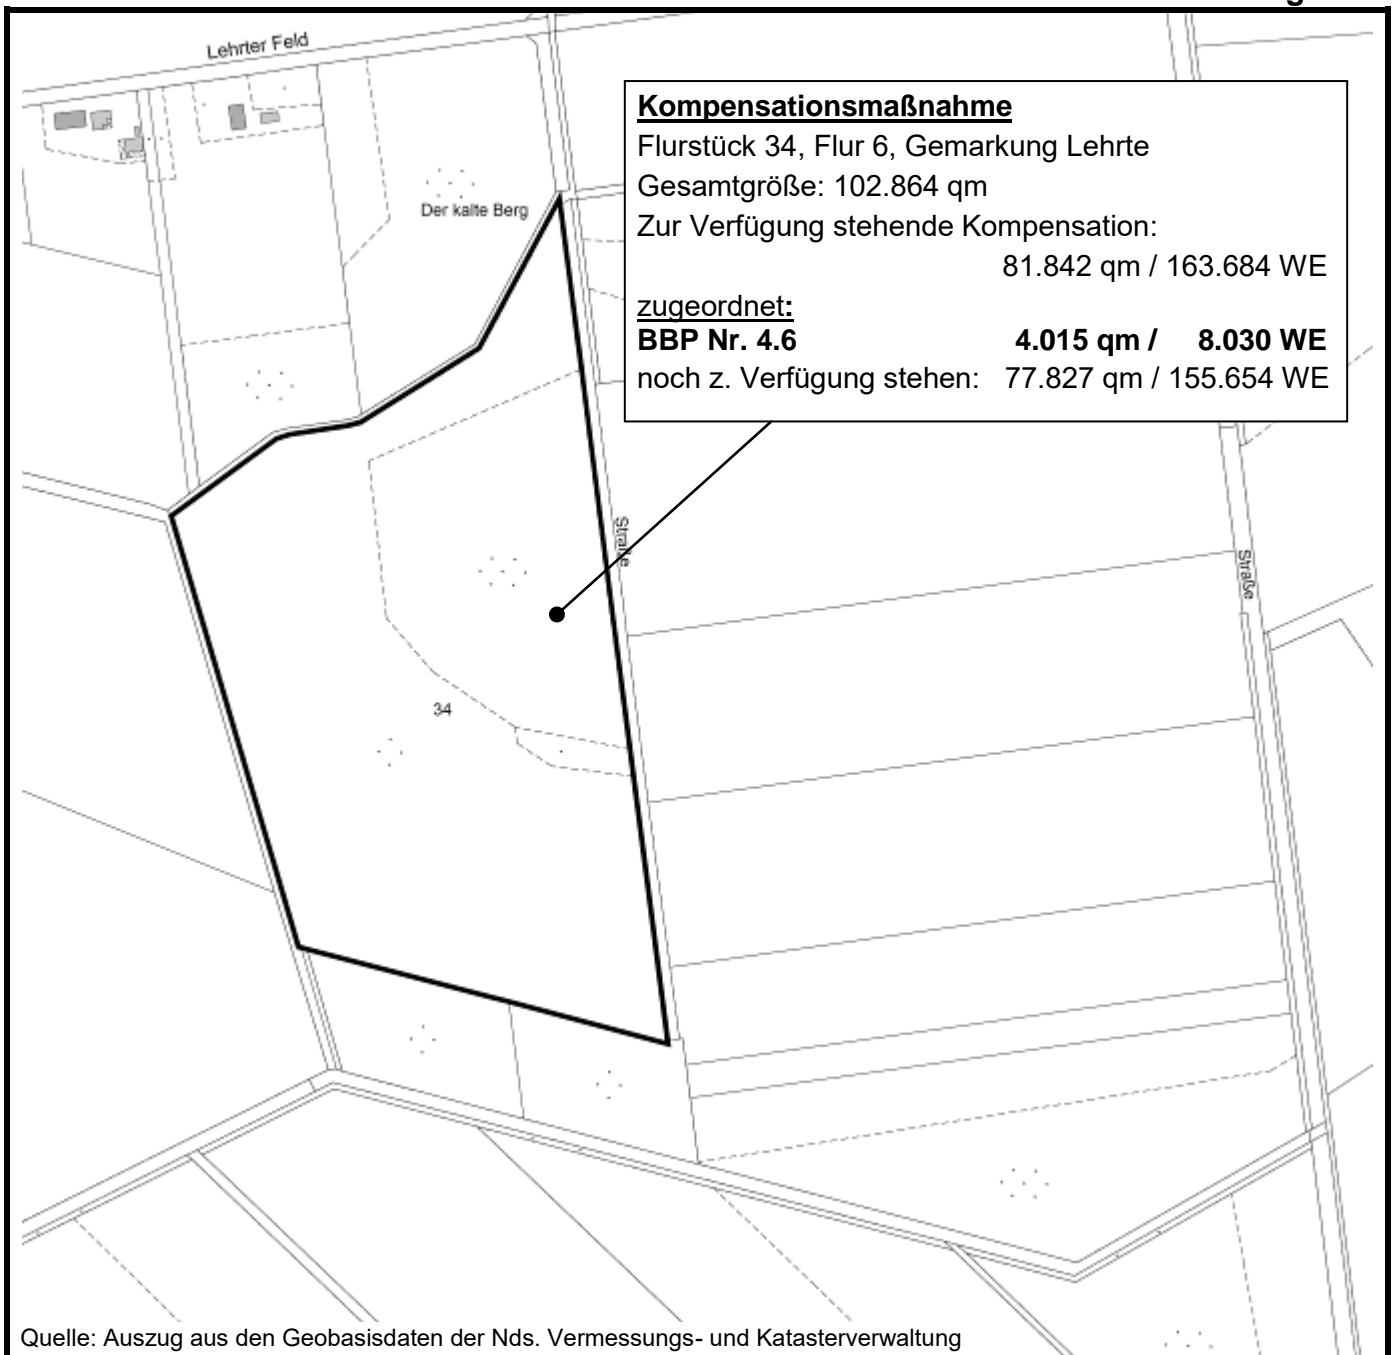 Lehrter Feld
Kompensationsmaßnahme
Flurstück 34, Flur 6, Gemarkung Lehrte
Gesamtgröße: 102.864 qm
Zur Verfügung stehende Kompensation:
81.842 qm / 163.684 WE
zugeordnet:
BBP Nr. 4.6 4.015 qm / 8.030 WE
noch z. Verfügung stehen: 77.827 qm / 155.654 WE
Der kalte Berg
Straße
Straße
34
Quelle: Auszug aus den Geobasisdaten der Nds. Vermessungs- und Katasterverwaltung